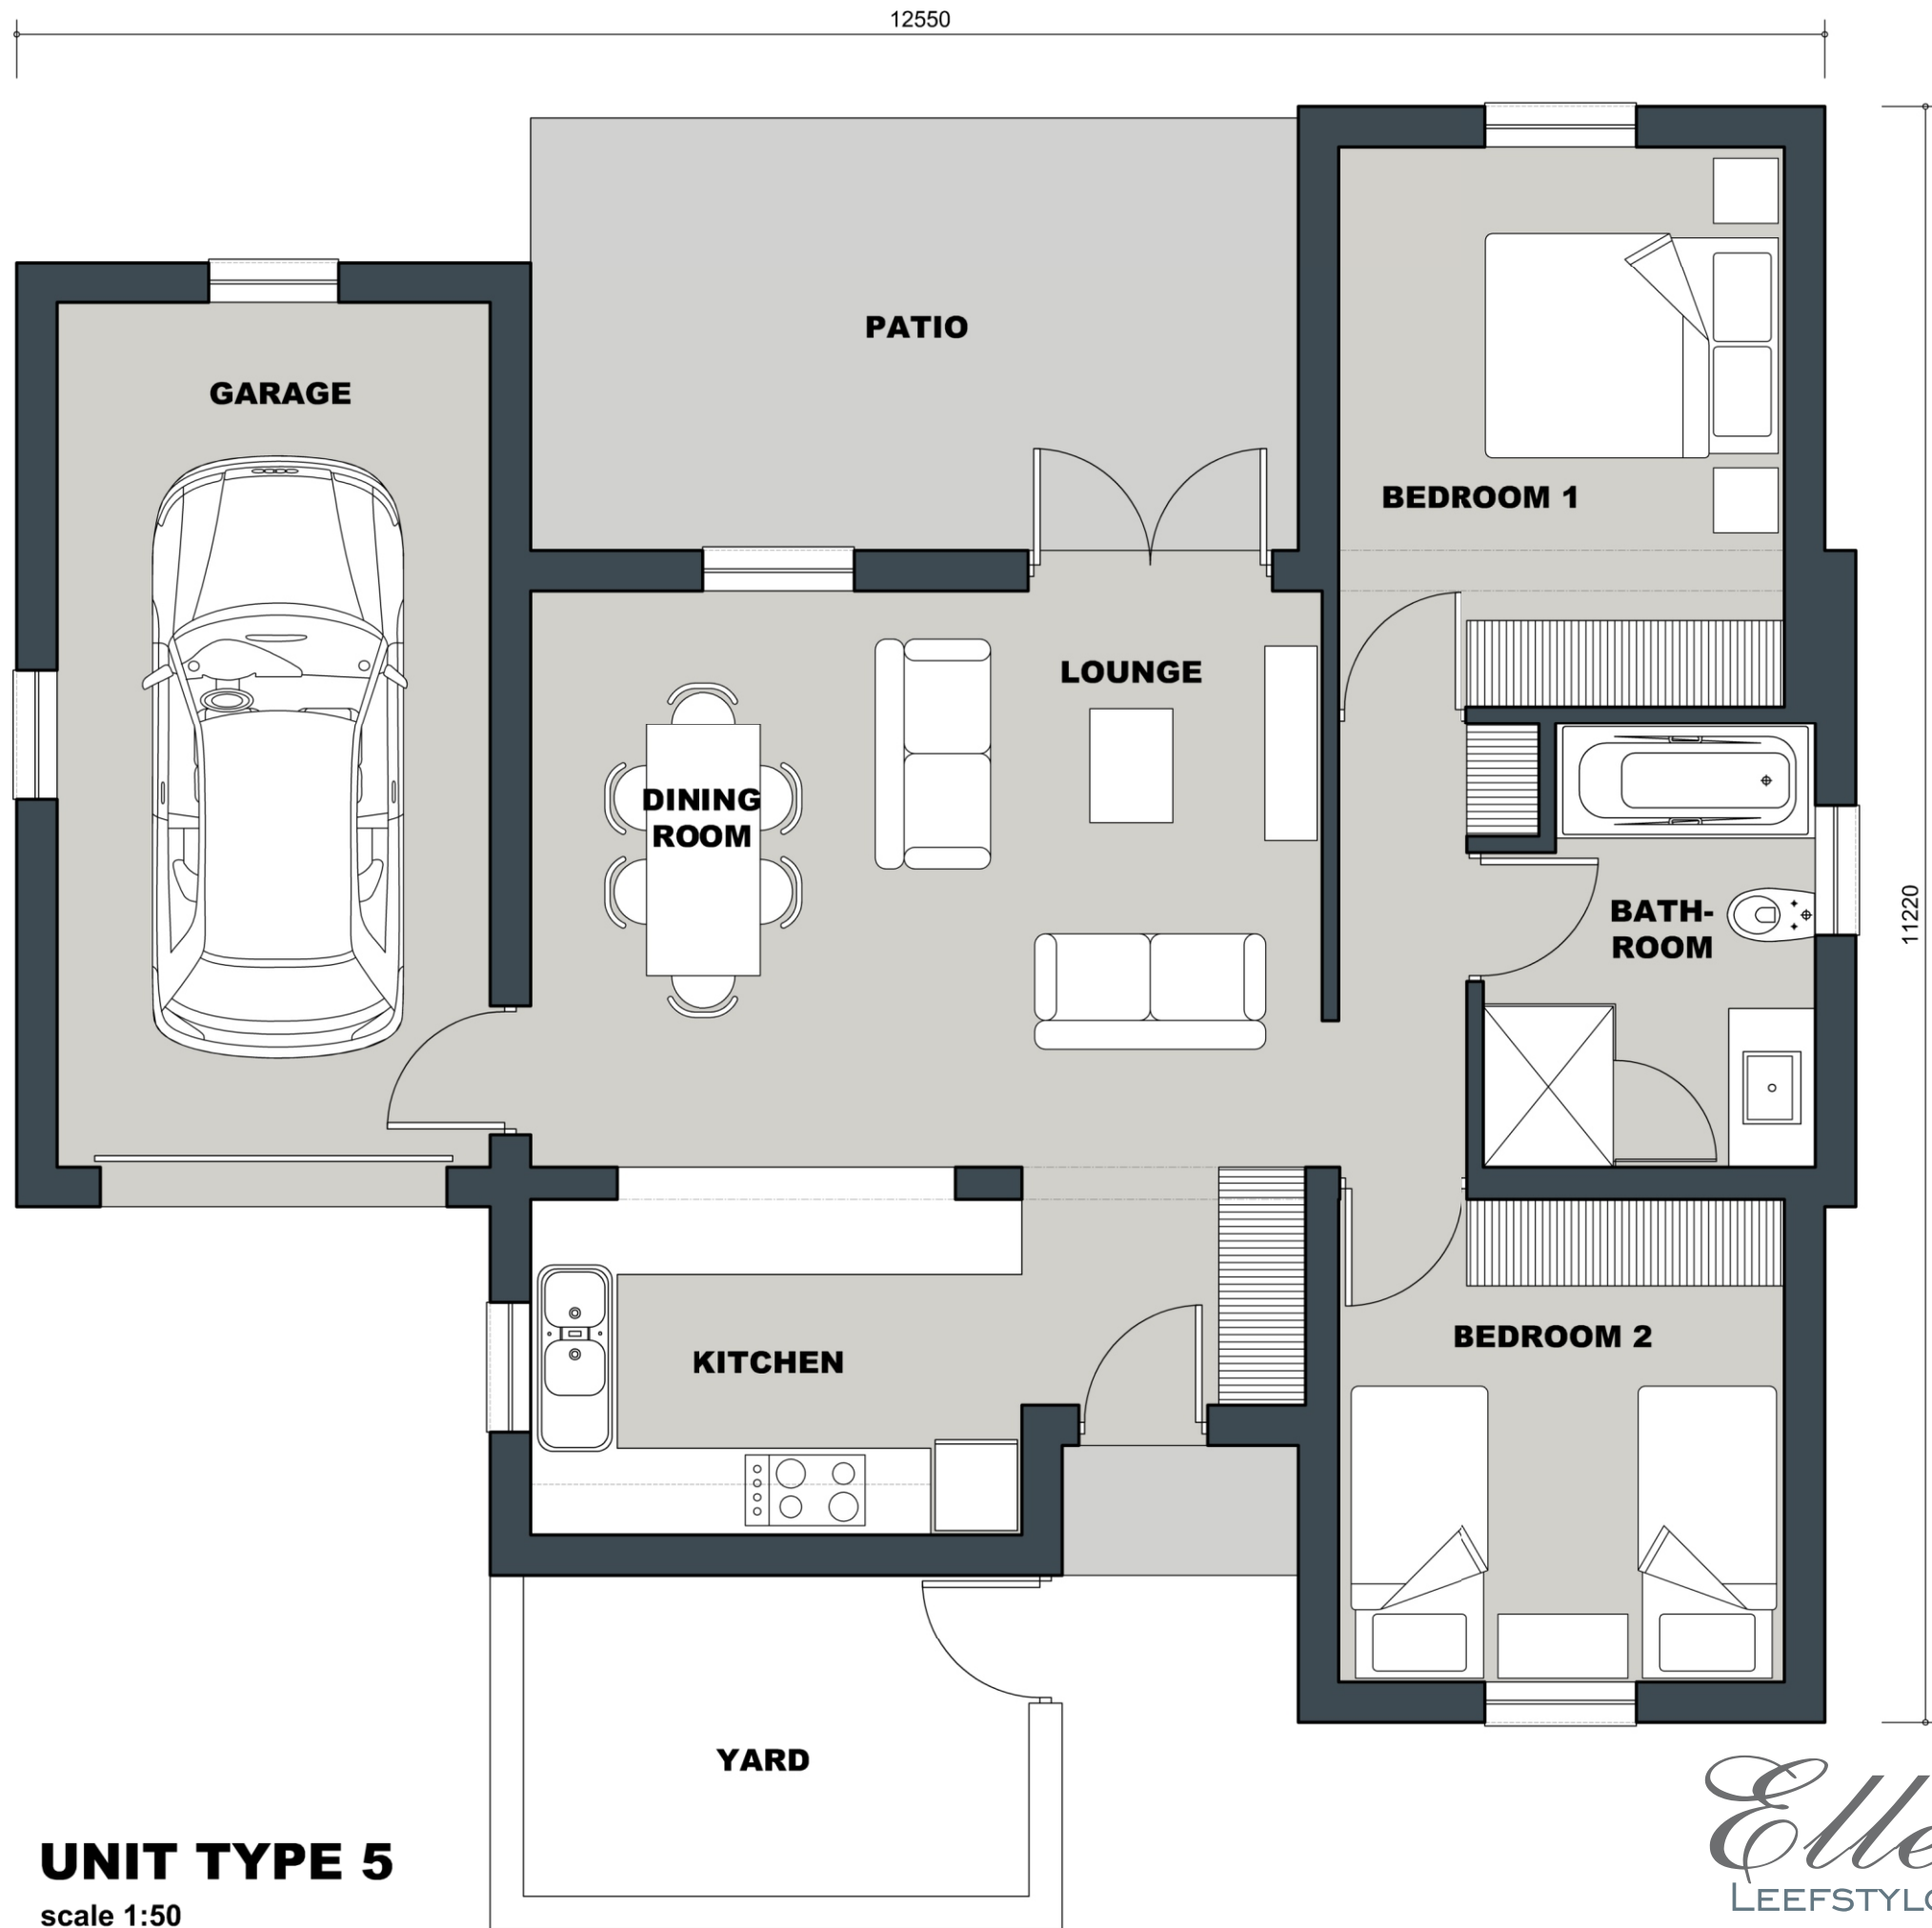 12550
PATIO
GARAGE
BEDROOM 1
LOUNGE
DINING
ROOM
BATH-
ROOM
11220
KITCHEN
BEDROOM 2
YARD
UNIT TYPE 5
scale 1:50